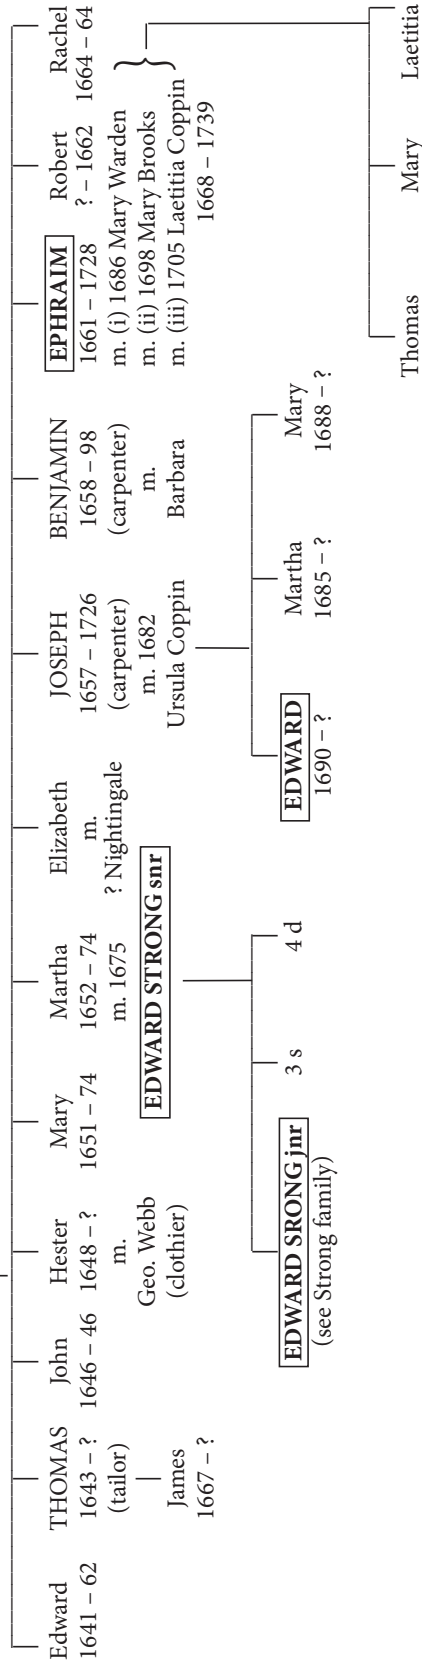 Edward
1641 – 62
THOMAS
1643 – ?
(tailor)
James
1667 – ?
John
1646 – 46
Hester
1648 – ?
m.
Geo. Webb
(clothier)
Mary
1651 – 74
Martha
1652 – 74
m. 1675
EDWARD STRONG snr
EDWARD SRONG jnr
(see Strong family)
3 s
4 d
Elizabeth
m.
? Nightingale
JOSEPH
1657 – 1726
(carpenter)
m. 1682
Ursula Coppin
EDWARD
1690 – ?
Martha
1685 – ?
Mary
1688 – ?
BENJAMIN
1658 – 98
(carpenter)
m.
Barbara
EPHRAIM
1661 – 1728
m. (i) 1686 Mary Warden
m. (ii) 1698 Mary Brooks
m. (iii) 1705 Laetitia Coppin
1668 – 1739
Robert
? – 1662
Rachel
1664 – 64
Thomas
Mary
Laetitia